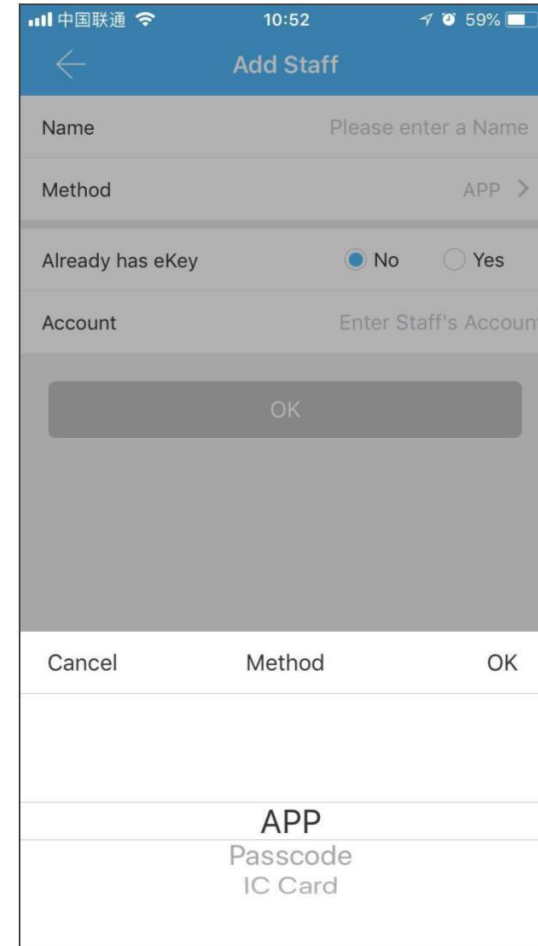 中国联通 10:52 59%
Add Staff
Name Please enter a Name
Method APP >
Already has eKey No Yes
Account Enter Staff's Accoun
OK
Cancel Method OK
APP
Passcode
IC Card